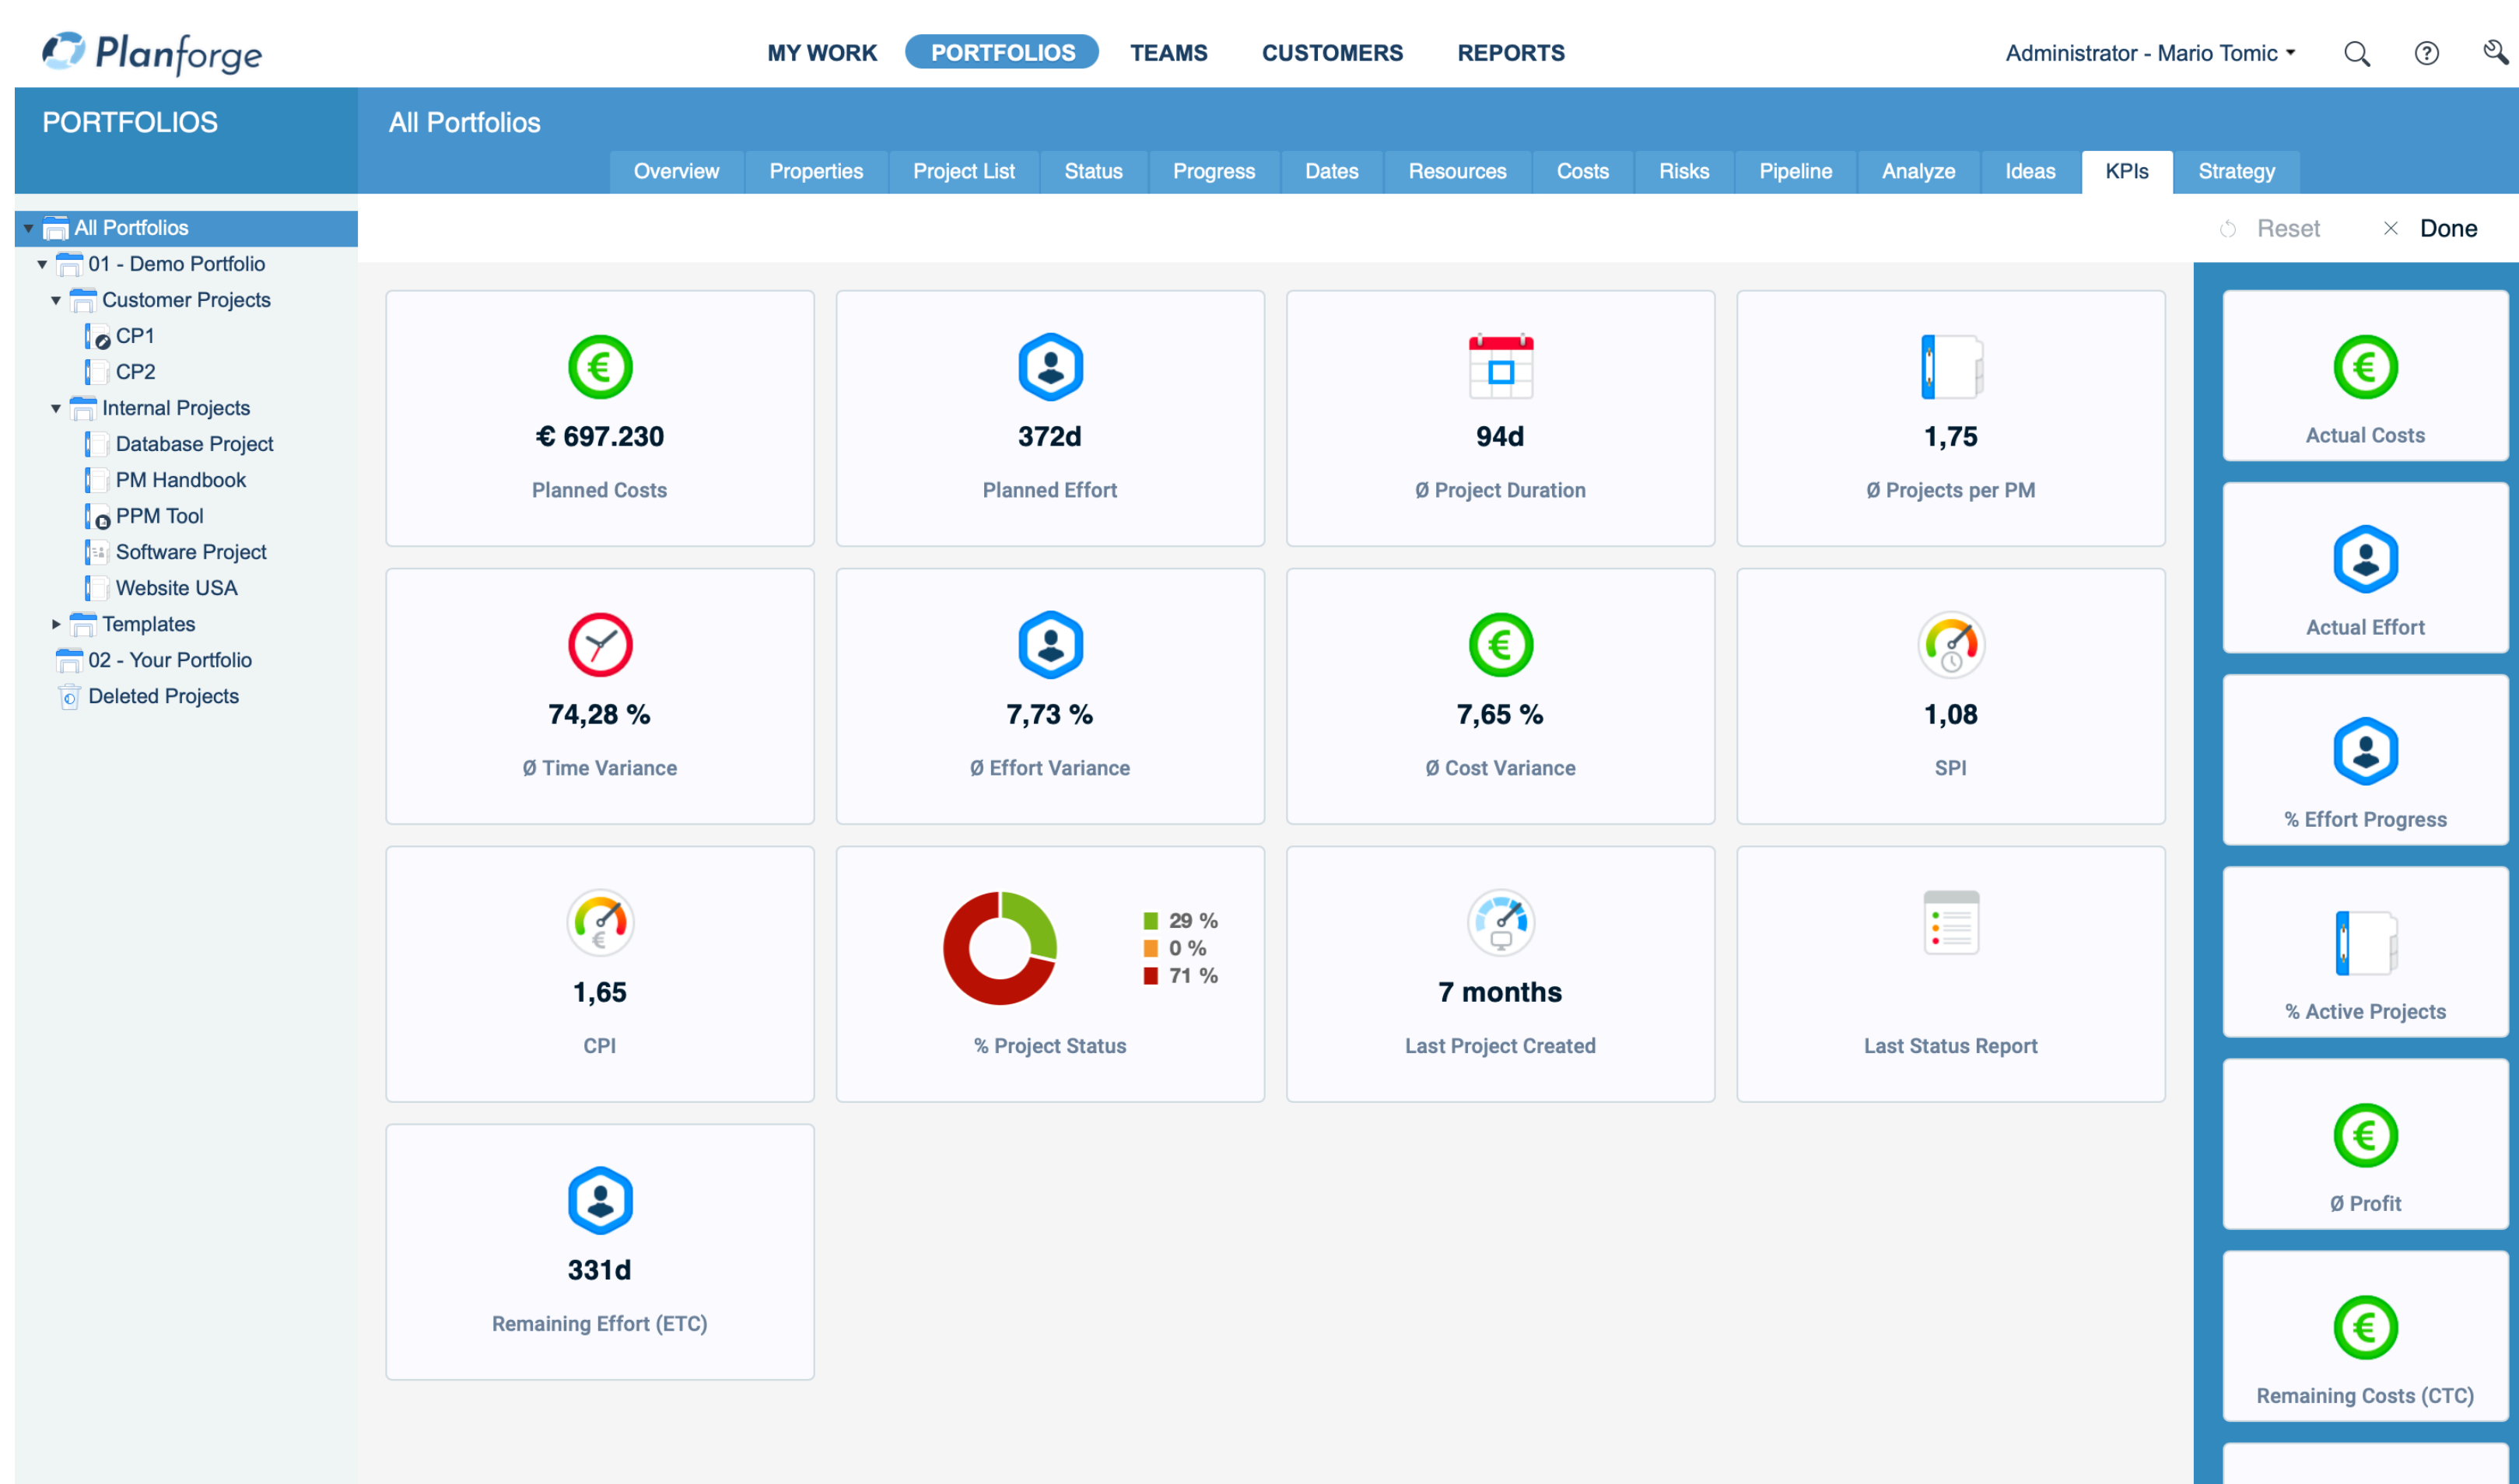 Planforge
MY WORK PORTFOLIOS TEAMS CUSTOMERS REPORTS
Administrator - Mario Tomic
PORTFOLIOS
All Portfolios
Overview Properties Project List Status Progress Dates Resources Costs Risks Pipeline Analyze Ideas KPIs Strategy
Reset Done
All Portfolios
01 - Demo Portfolio
Customer Projects
CP1
CP2
Internal Projects
Database Project
PM Handbook
PPM Tool
Software Project
Website USA
Templates
02 - Your Portfolio
Deleted Projects
€ 697.230
Planned Costs
372d
Planned Effort
94d
Ø Project Duration
1,75
Ø Projects per PM
74,28 %
Ø Time Variance
7,73 %
Ø Effort Variance
7,65 %
Ø Cost Variance
1,08
SPI
1,65
CPI
29 %
0 %
71 %
% Project Status
7 months
Last Project Created
Last Status Report
331d
Remaining Effort (ETC)
Actual Costs
Actual Effort
% Effort Progress
% Active Projects
Ø Profit
Remaining Costs (CTC)